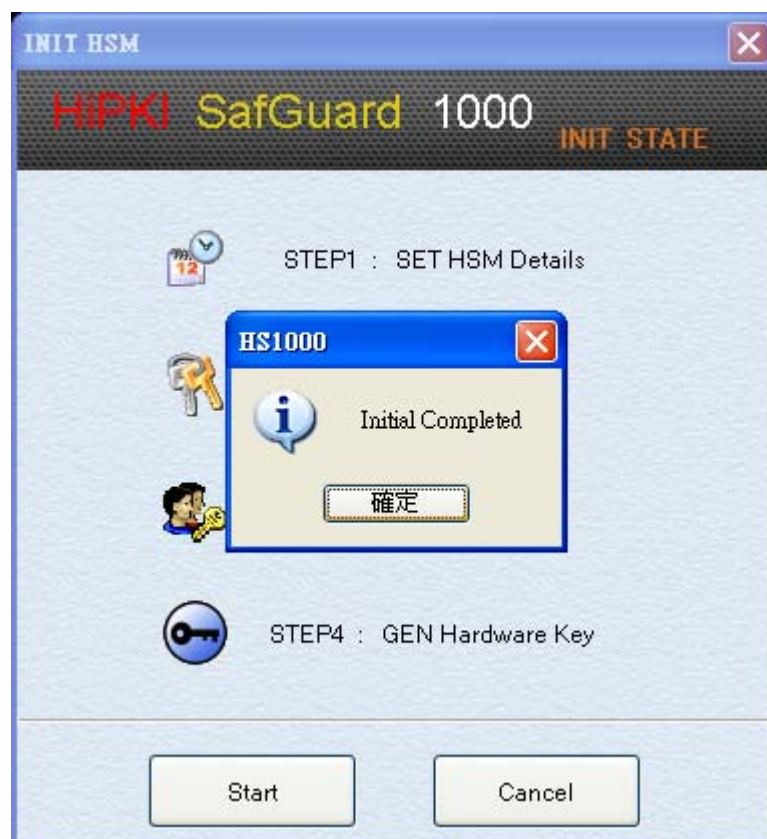 INIT HSM
HiPKI SafGuard 1000 INIT STATE
12
STEP1 : SET HSM Details
HS1000
Initial Completed
確定
STEP4 : GEN Hardware Key
Start Cancel